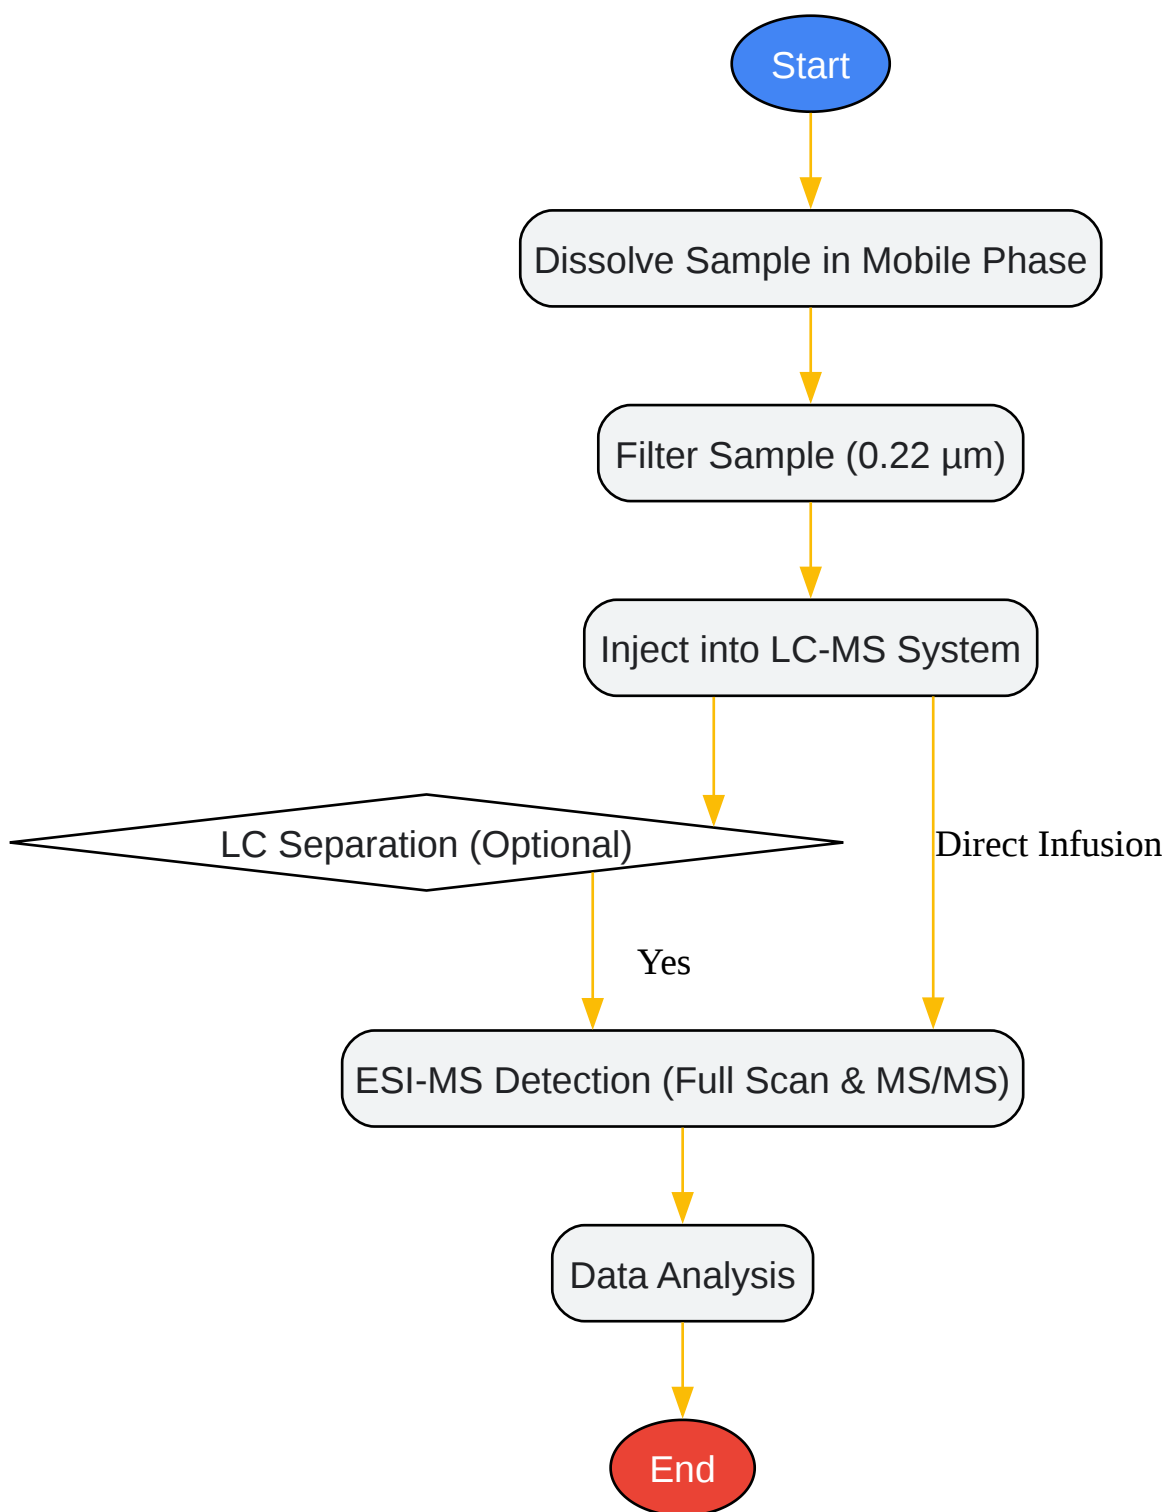 Start
Dissolve Sample in Mobile Phase
Filter Sample (0.22 µm)
Inject into LC-MS System
LC Separation (Optional)
Direct Infusion
Yes
ESI-MS Detection (Full Scan & MS/MS)
Data Analysis
End